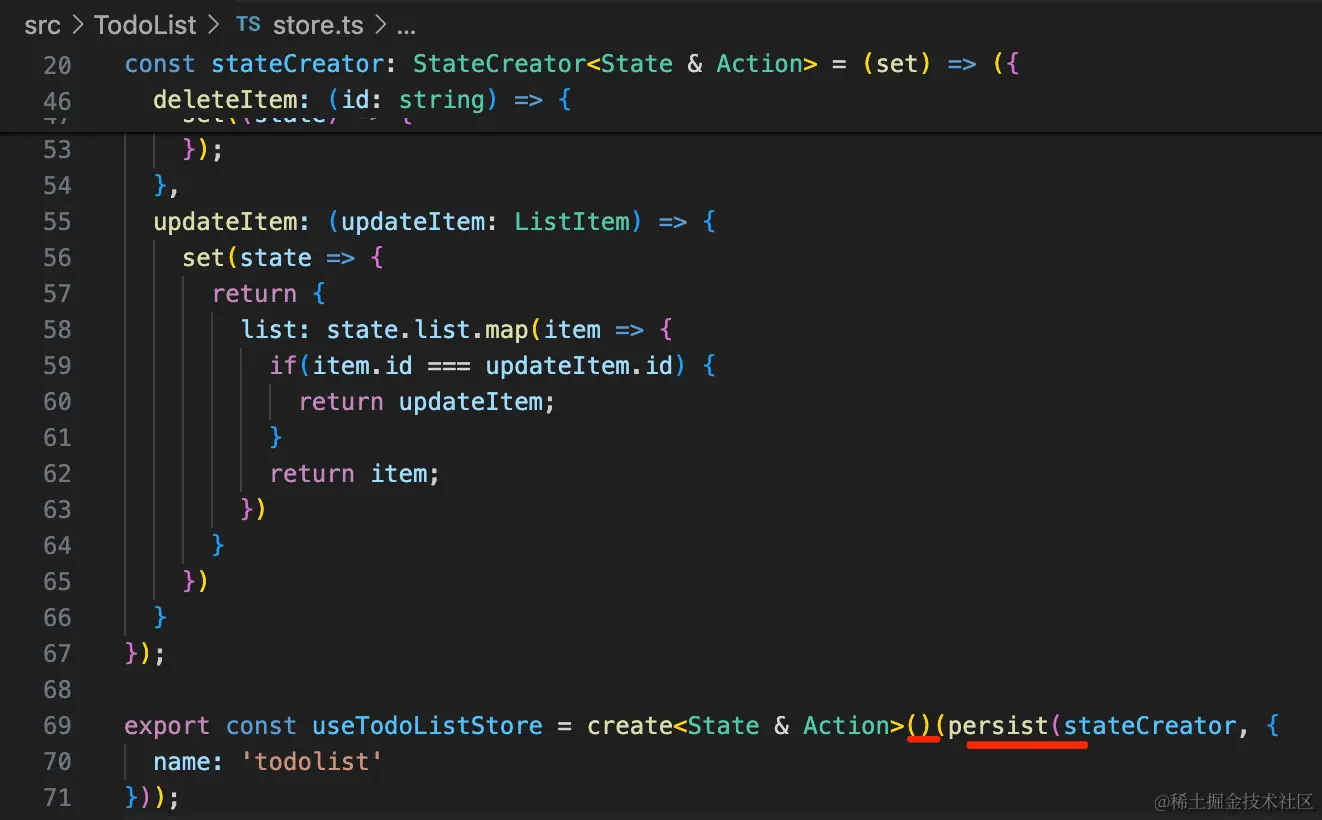 src > TodoList > TS store.ts > ...
20 const stateCreator: StateCreator<State & Action> = (set) => ({
46 deleteItem: (id: string) => {
47 set((state) => {
53 });
54 },
55 updateItem: (updateItem: ListItem) => {
56 set(state => {
57 return {
58 list: state.list.map(item => {
59 if(item.id === updateItem.id) {
60 return updateItem;
61 }
62 return item;
63 })
64 }
65 })
66 }
67 });
68
69 export const useTodoListStore = create<State & Action>()(persist(stateCreator, {
70 name: 'todolist'
71 }));
@稀土掘金技术社区